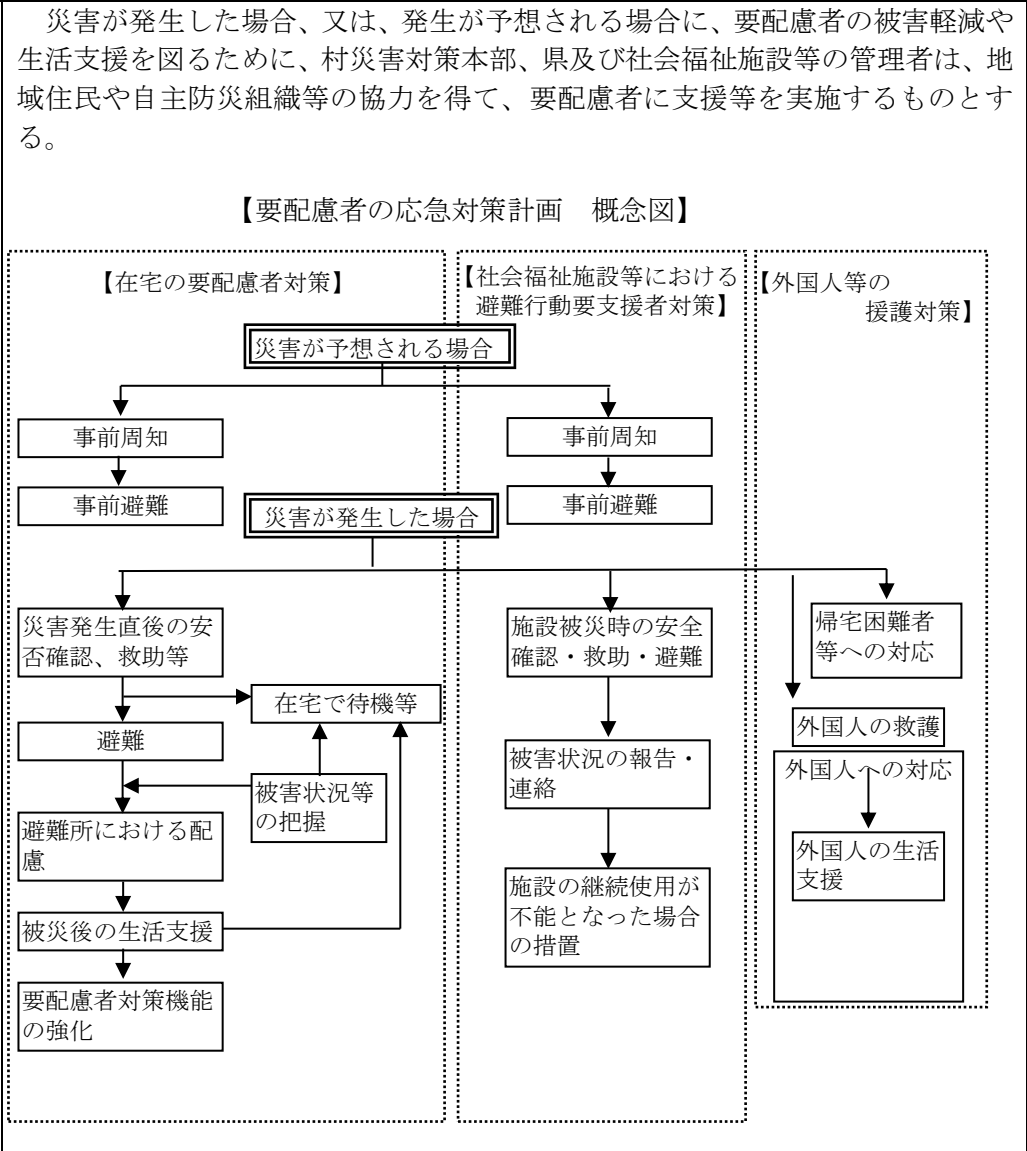 災害が発生した場合、又は、発生が予想される場合に、要配慮者の被害軽減や
生活支援を図るために、村災害対策本部、県及び社会福祉施設等の管理者は、地
域住民や自主防災組織等の協力を得て、要配慮者に支援等を実施するものとす
る。
【要配慮者の応急対策計画　概念図】
【在宅の要配慮者対策】
【社会福祉施設等における
避難行動要支援者対策】
【外国人等の
援護対策】
災害が予想される場合
事前周知
事前周知
事前避難
事前避難
災害が発生した場合
災害発生直後の安
否確認、救助等
在宅で待機等
避難
被害状況等
の把握
避難所における配
慮
被災後の生活支援
要配慮者対策機能
の強化
施設被災時の安全
確認・救助・避難
被害状況の報告・
連絡
施設の継続使用が
不能となった場合
の措置
帰宅困難者
等への対応
外国人の救護
外国人への対応
外国人の生活
支援